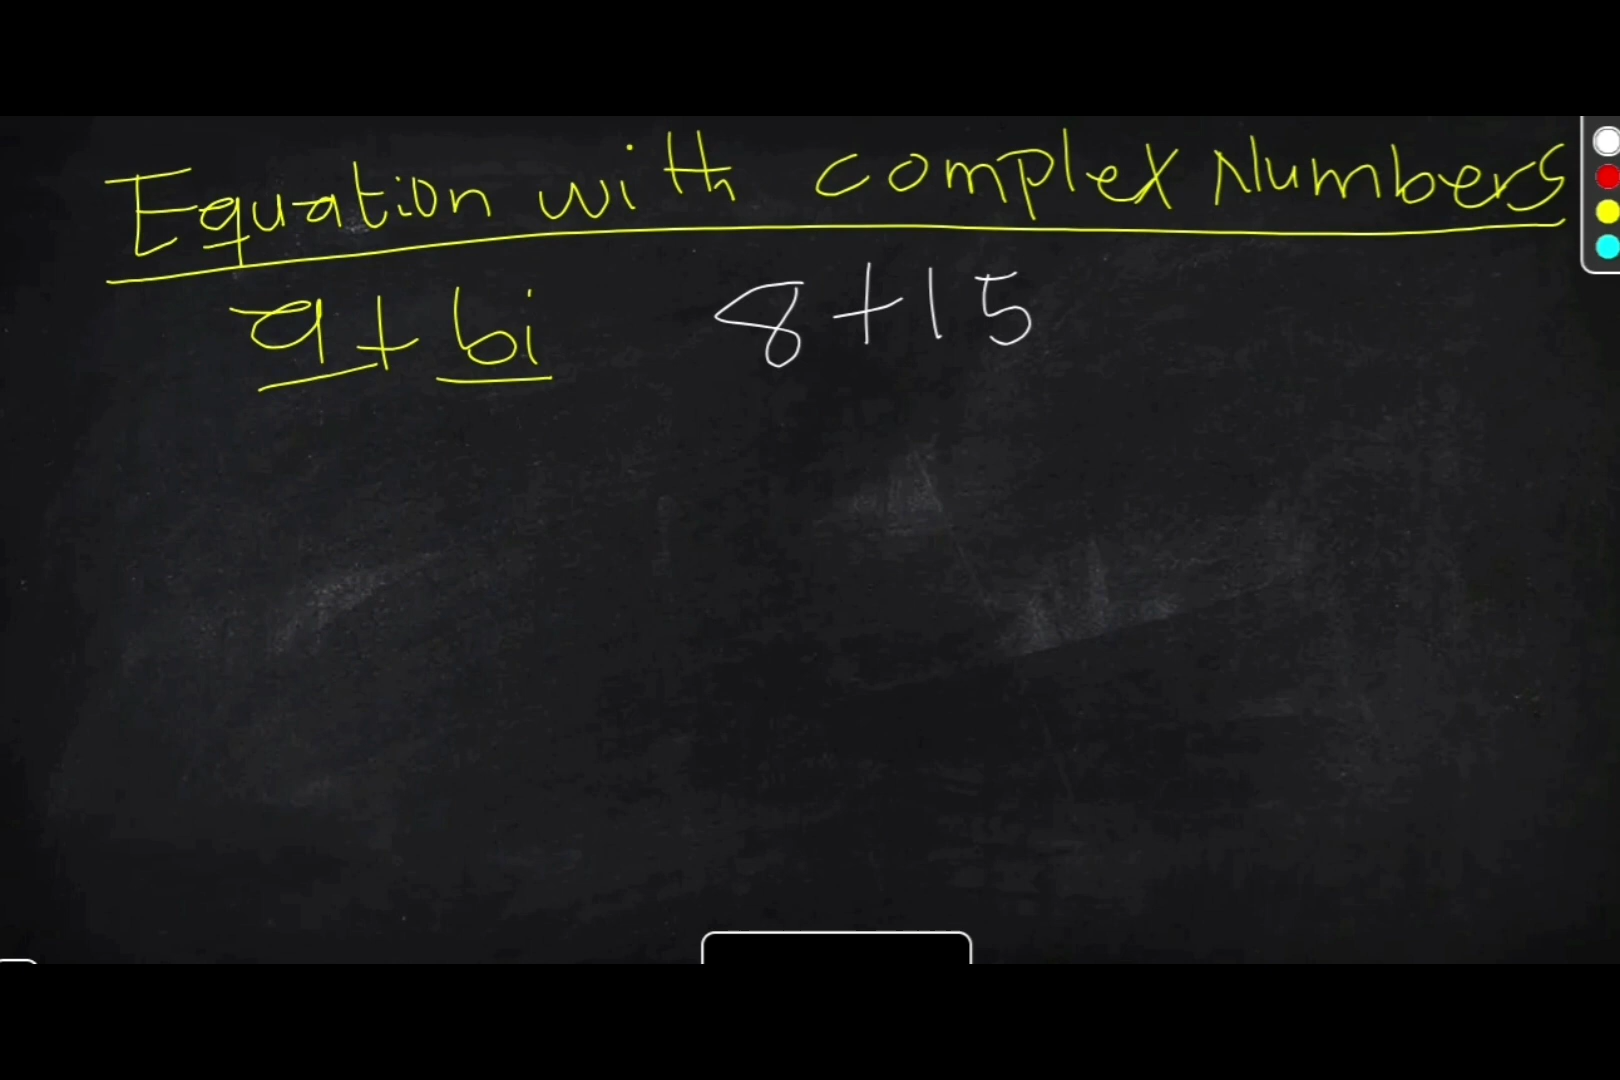 Equation with complex Numbers
a + bi 8 + 15